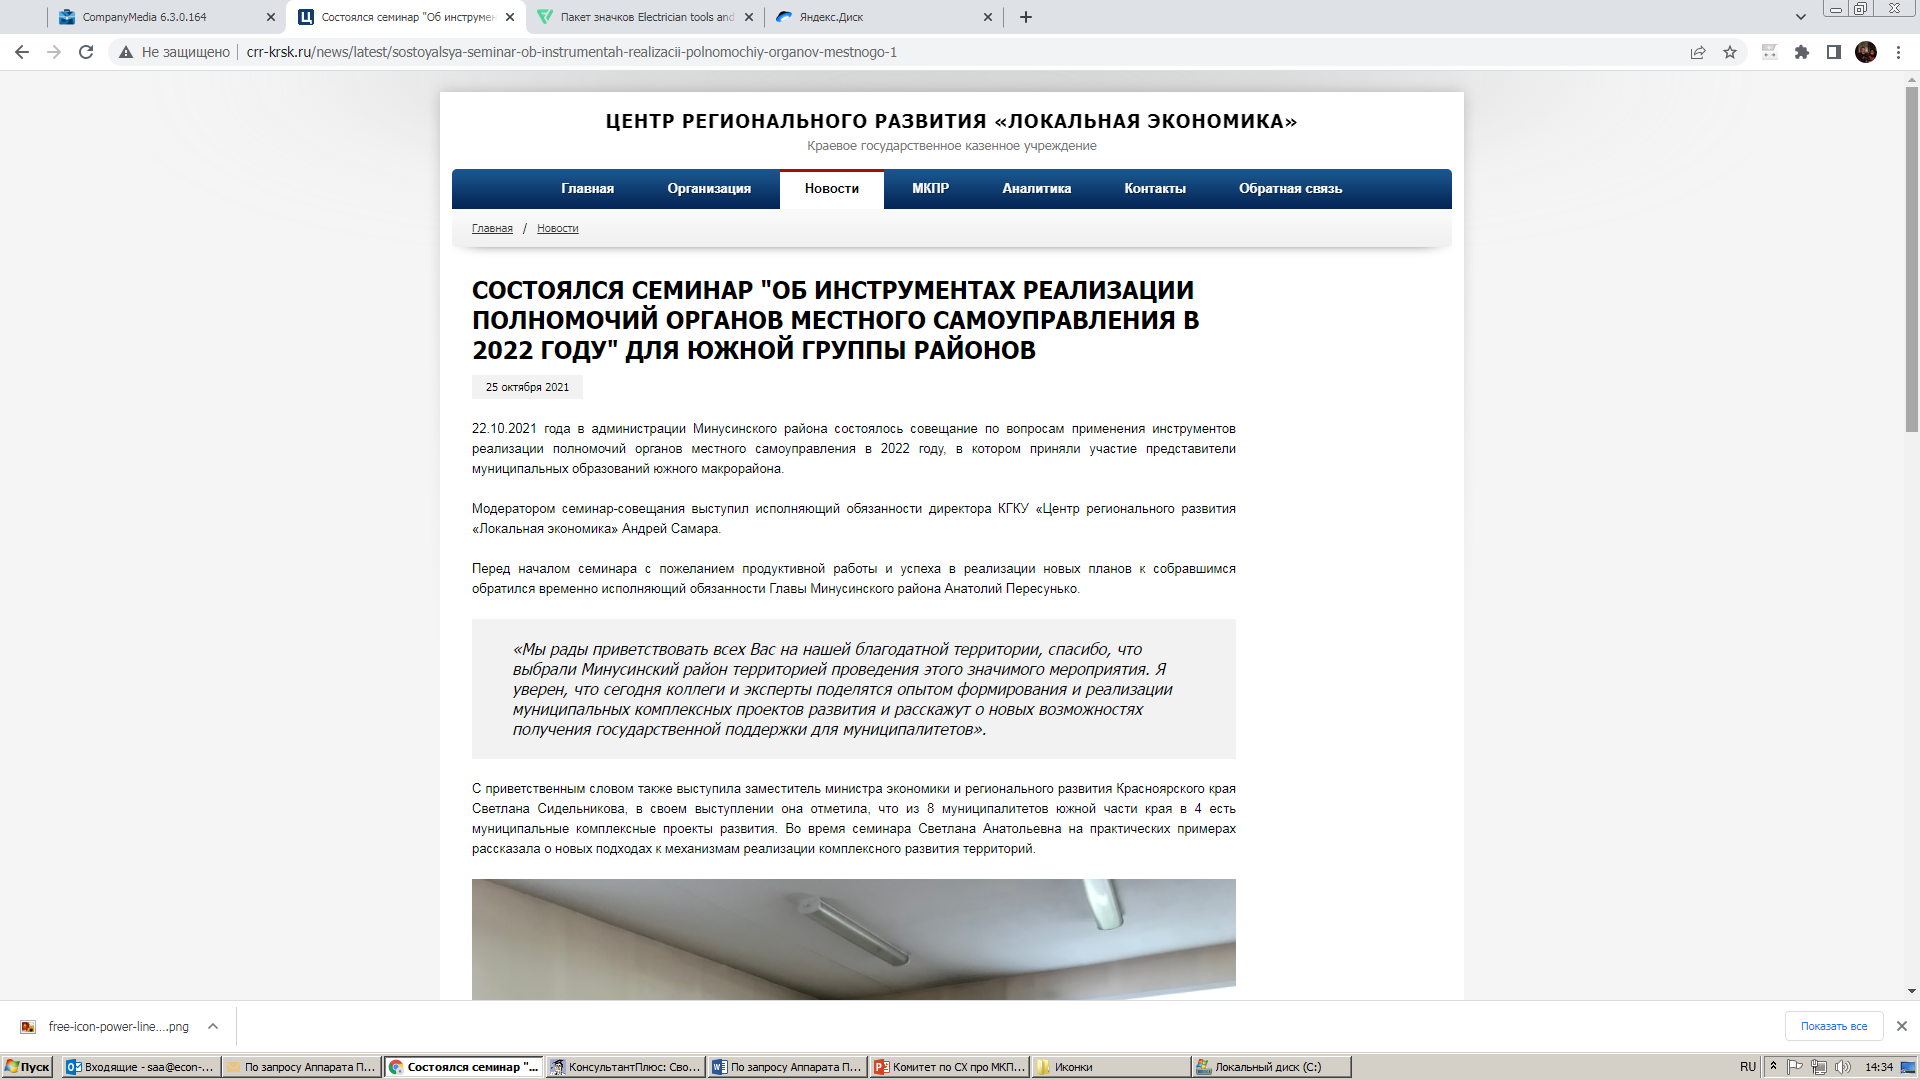 CompanyMedia 6.3.0.164
Состоялся семинар "Об инструмен
Пакет значков Electrician tools and
Яндекс.Диск
Не защищено
crr-krsk.ru/news/latest/sostoyalsya-seminar-ob-instrumentah-realizacii-polnomochiy-organov-mestnogo-1
ЦЕНТР РЕГИОНАЛЬНОГО РАЗВИТИЯ «ЛОКАЛЬНАЯ ЭКОНОМИКА»
Краевое государственное казенное учреждение
Главная Организация Новости МКПР Аналитика Контакты Обратная связь
Главная / Новости
СОСТОЯЛСЯ СЕМИНАР "ОБ ИНСТРУМЕНТАХ РЕАЛИЗАЦИИ
ПОЛНОМОЧИЙ ОРГАНОВ МЕСТНОГО САМОУПРАВЛЕНИЯ В
2022 ГОДУ" ДЛЯ ЮЖНОЙ ГРУППЫ РАЙОНОВ
25 октября 2021
22.10.2021 года в администрации Минусинского района состоялось совещание по вопросам применения инструментов
реализации полномочий органов местного самоуправления в 2022 году, в котором приняли участие представители
муниципальных образований южного макрорайона.
Модератором семинар-совещания выступил исполняющий обязанности директора КГКУ «Центр регионального развития
«Локальная экономика» Андрей Самара.
Перед началом семинара с пожеланием продуктивной работы и успеха в реализации новых планов к собравшимся
обратился временно исполняющий обязанности Главы Минусинского района Анатолий Пересунько.
«Мы рады приветствовать всех Вас на нашей благодатной территории, спасибо, что
выбрали Минусинский район территорией проведения этого значимого мероприятия. Я
уверен, что сегодня коллеги и эксперты поделятся опытом формирования и реализации
муниципальных комплексных проектов развития и расскажут о новых возможностях
получения государственной поддержки для муниципалитетов».
С приветственным словом также выступила заместитель министра экономики и регионального развития Красноярского края
Светлана Сидельникова, в своем выступлении она отметила, что из 8 муниципалитетов южной части края в 4 есть
муниципальные комплексные проекты развития. Во время семинара Светлана Анатольевна на практических примерах
рассказала о новых подходах к механизмам реализации комплексного развития территорий.
free-icon-power-line....png
Показать все
Пуск
Входящие - saa@econ-...
По запросу Аппарата П...
Состоялся семинар "...
КонсультантПлюс: Сво...
По запросу Аппарата П...
Комитет по СХ про МКП...
Иконки
Локальный диск (C:)
RU
14:34